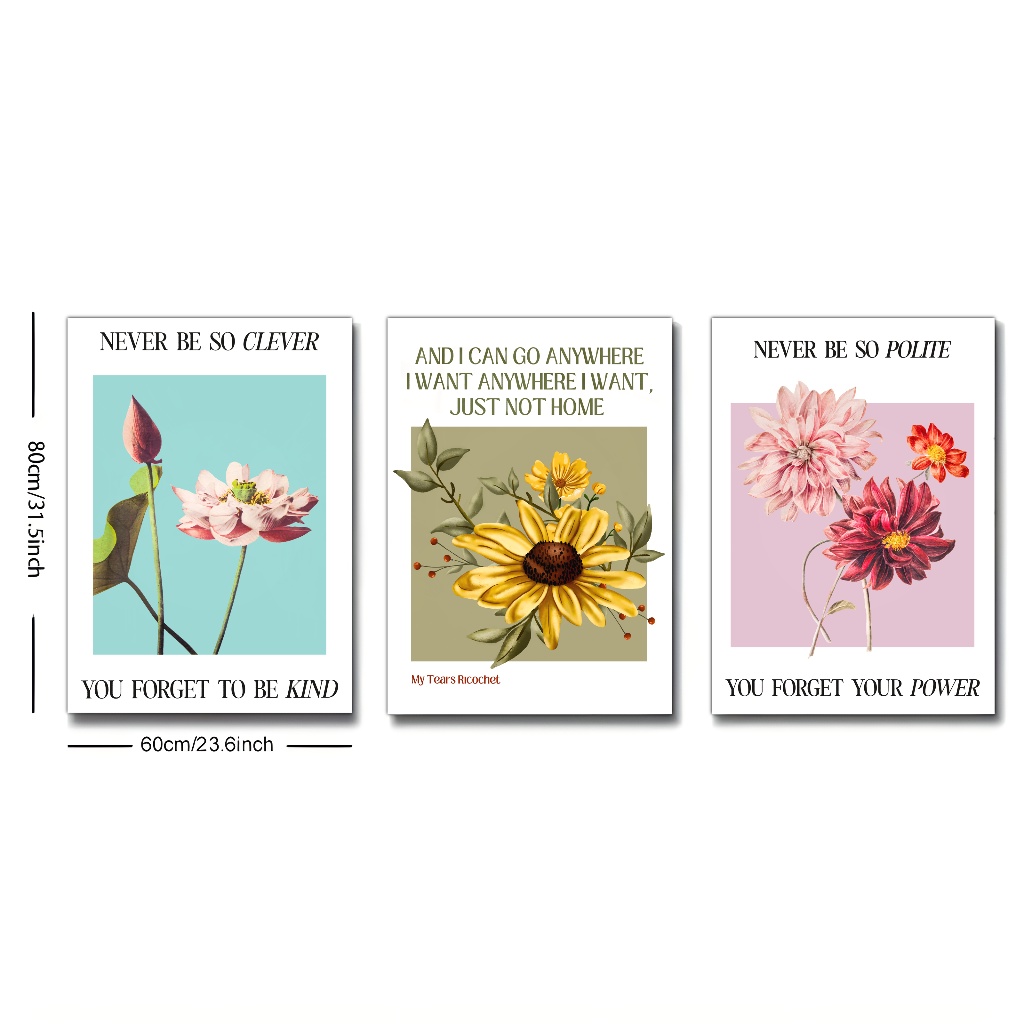 80cm/31.5inch
NEVER BE SO CLEVER
YOU FORGET TO BE KIND
60cm/23.6inch
AND I CAN GO ANYWHERE
I WANT ANYWHERE I WANT,
JUST NOT HOME
My Tears Ricochet
NEVER BE SO POLITE
YOU FORGET YOUR POWER